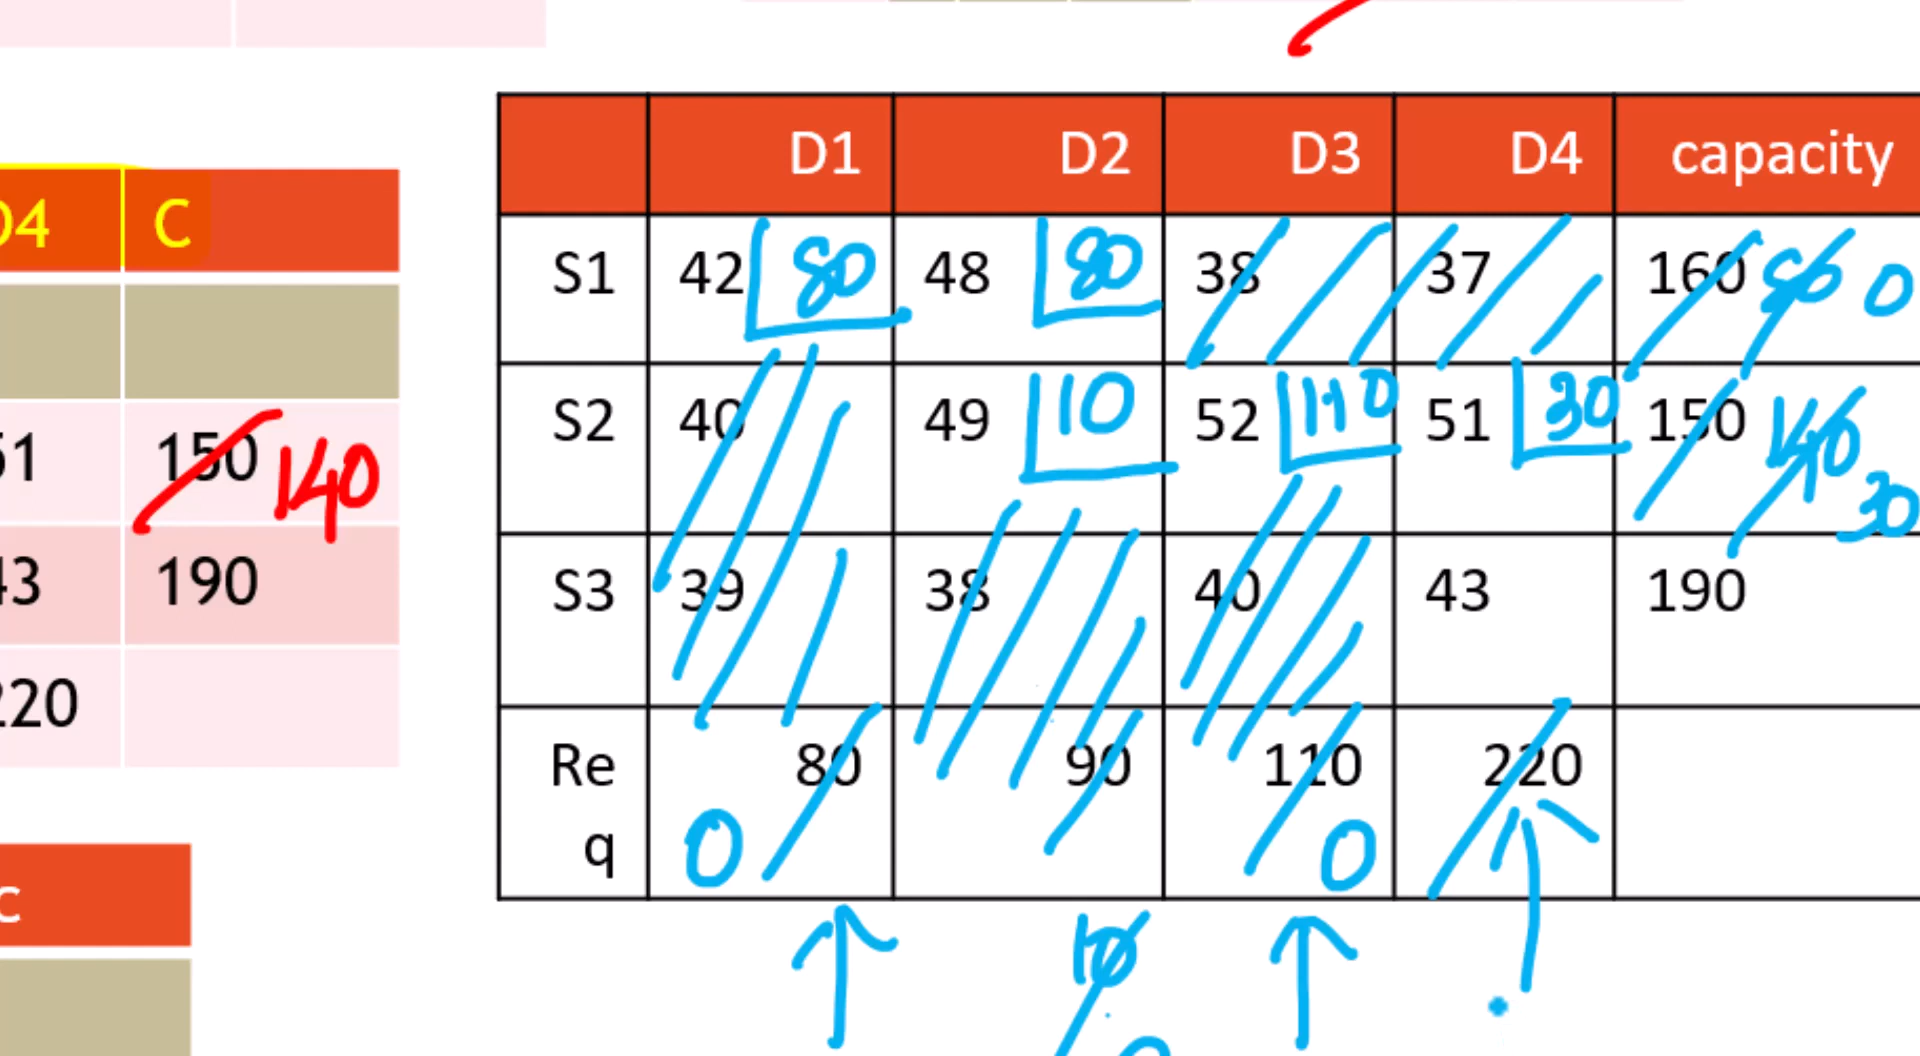 D1 D2 D3 D4 capacity
D4 C
S1 42 80 48 80 38 37 160 80 0
S2 40 49 10 52 110 51 30 150 140 30
51 150 140
S3 39 38 40 43 190
43 190
220
Re 80 90 110 220
q 0 0
c
10